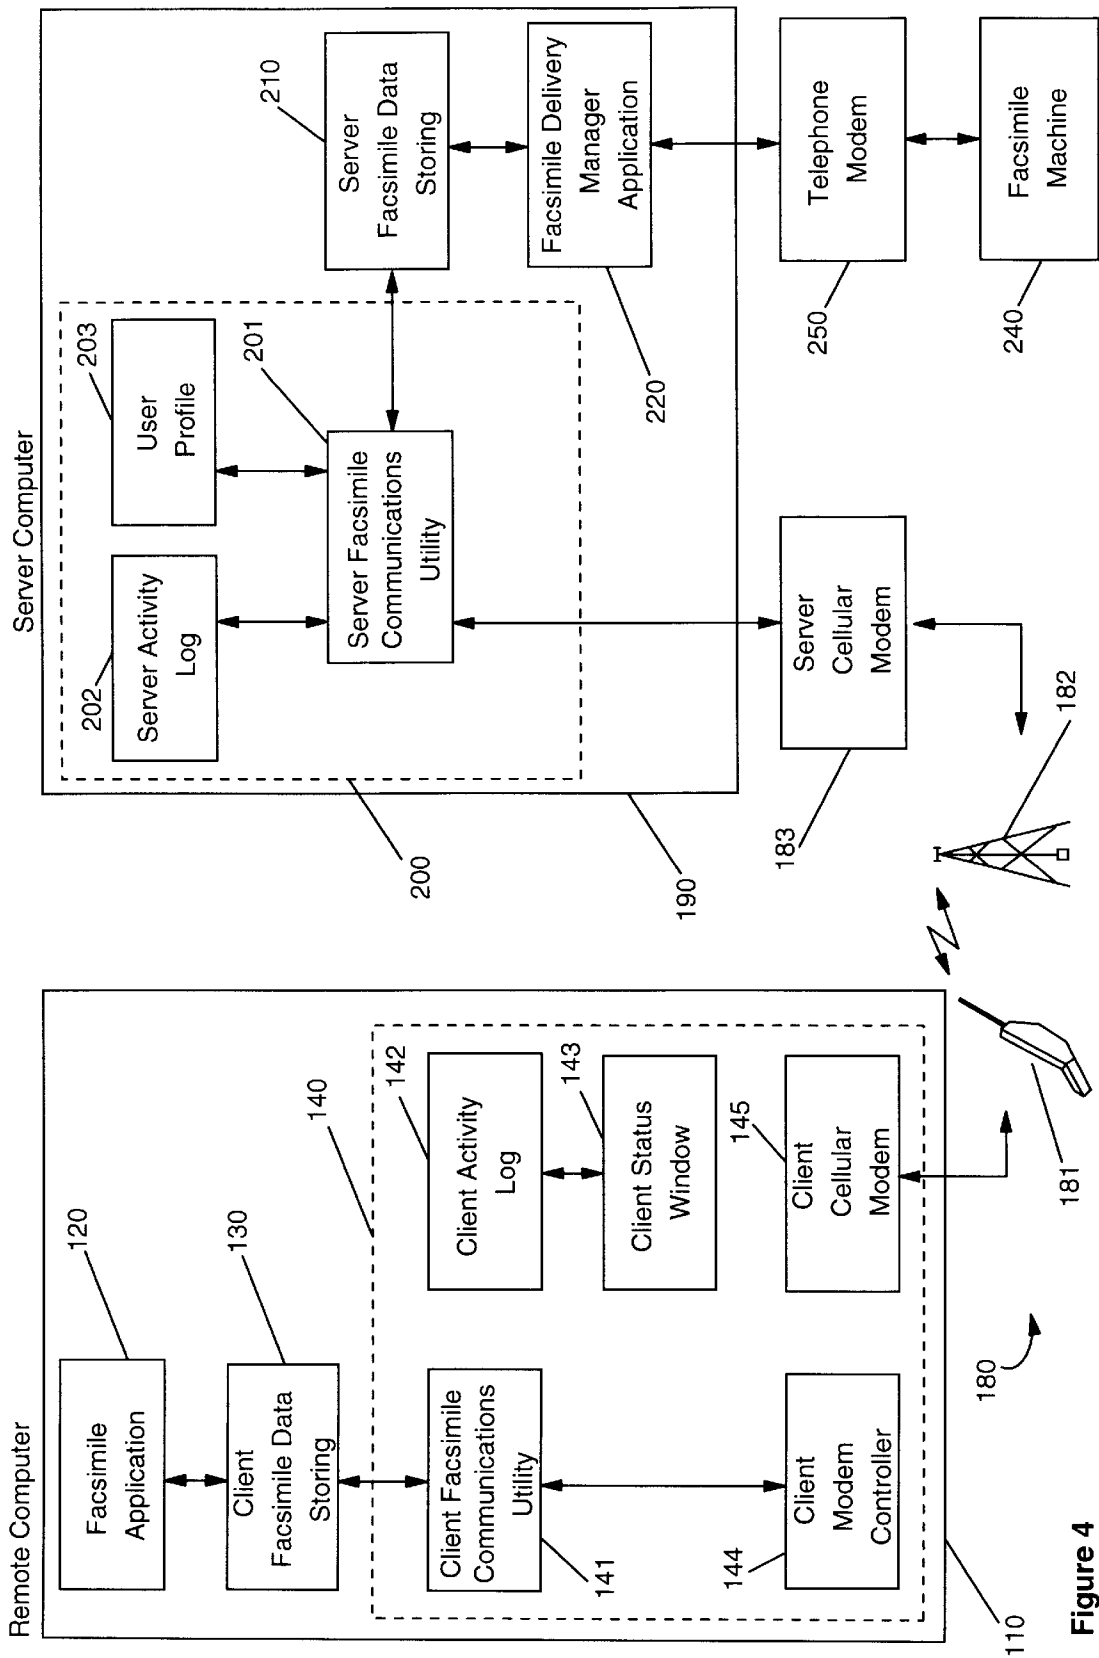 Remote Computer
Facsimile
Application
120
Client
Facsimile Data
Storing
130
140
Client Facsimile
Communications
Utility
141
Client Activity
Log
142
Client Status
Window
143
Client
Modem
Controller
144
Client
Cellular
Modem
145
110
180
181
182
Server Computer
Server Activity
Log
202
User
Profile
203
Server Facsimile
Communications
Utility
201
200
190
Server
Facsimile Data
Storing
210
Facsimile Delivery
Manager
Application
220
Server
Cellular
Modem
183
Telephone
Modem
250
Facsimile
Machine
240
Figure 4